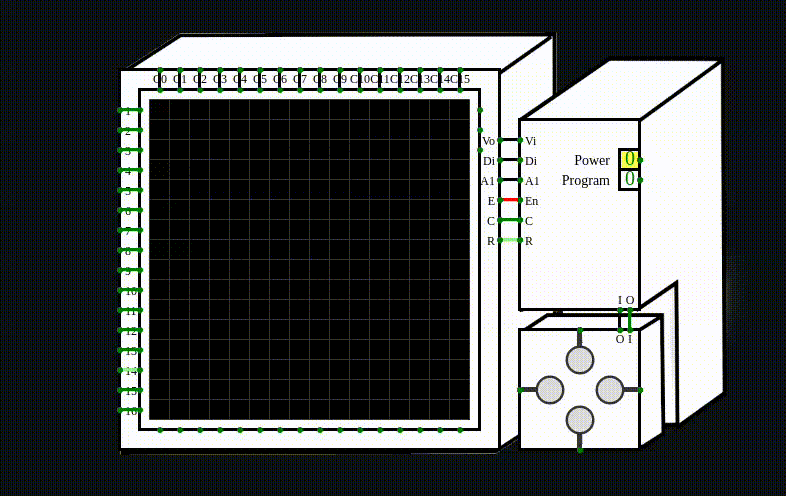 C0 C1 C2 C3 C4 C5 C6 C7 C8 C9 C10 C11 C12 C13 C14 C15
1
2
3
4
5
6
7
8
9
10
11
12
13
14
15
16
Vo Vi
Di Di
A1 A1
E En
C C
R R
Power 0
Program 0
I O
O I